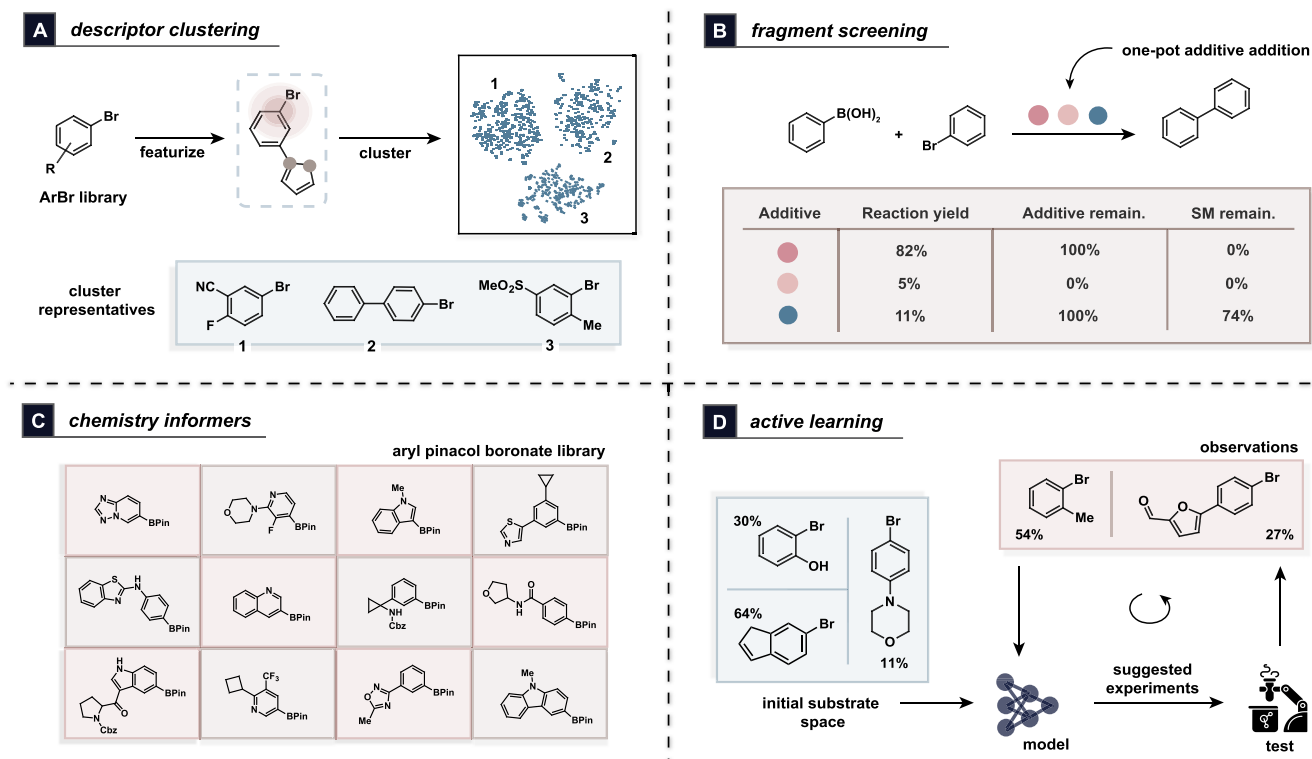 A descriptor clustering
Br
R
ArBr library
featurize
Br
cluster
1
2
3
cluster
representatives
NC
Br
F
1
Br
2
MeO2S
Br
Me
3
B fragment screening
one-pot additive addition
B(OH)2
+
Br
Additive Reaction yield Additive remain. SM remain.
82% 100% 0%
5% 0% 0%
11% 100% 74%
C chemistry informers
aryl pinacol boronate library
N
N
N
BPin
O
N
N
F
BPin
Me
N
BPin
S
N
BPin
S
H
N
N
BPin
N
BPin
NH
Cbz
BPin
O
O
N
H
BPin
H
N
BPin
O
N
Cbz
CF3
N
BPin
N
O
N
Me
BPin
Me
N
BPin
D active learning
observations
Br
Me
54%
O
O
Br
27%
30%
Br
OH
64%
Br
Br
N
O
11%
initial substrate
space
model
suggested
experiments
test